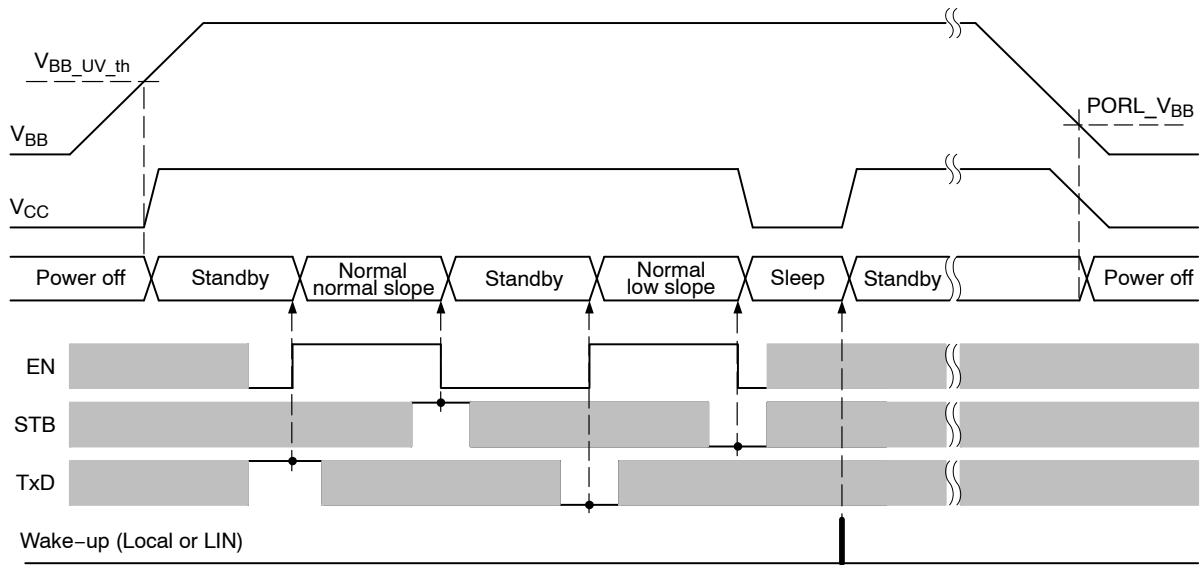 VBB_UV_th
PORL_VBB
VBB
VCC
Power off
Standby
Normal
normal slope
Standby
Normal
low slope
Sleep
Standby
Power off
EN
STB
TxD
Wake−up (Local or LIN)